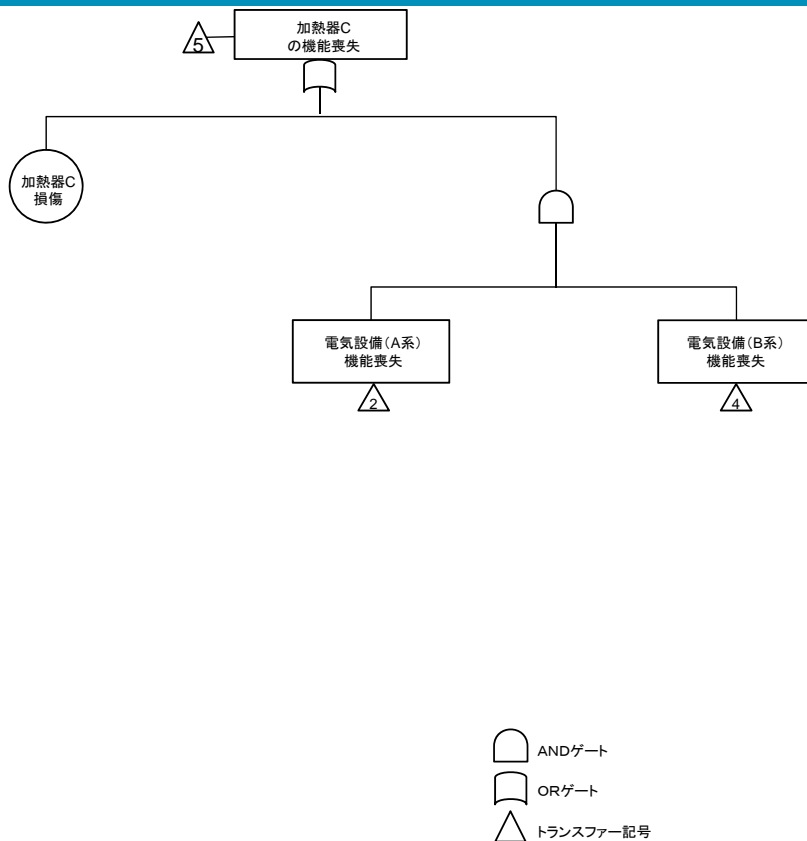 5
加熱器C
の機能喪失
加熱器C
損傷
電気設備（A系）
機能喪失
電気設備（B系）
機能喪失
2
4
ANDゲート
ORゲート
トランスファー記号